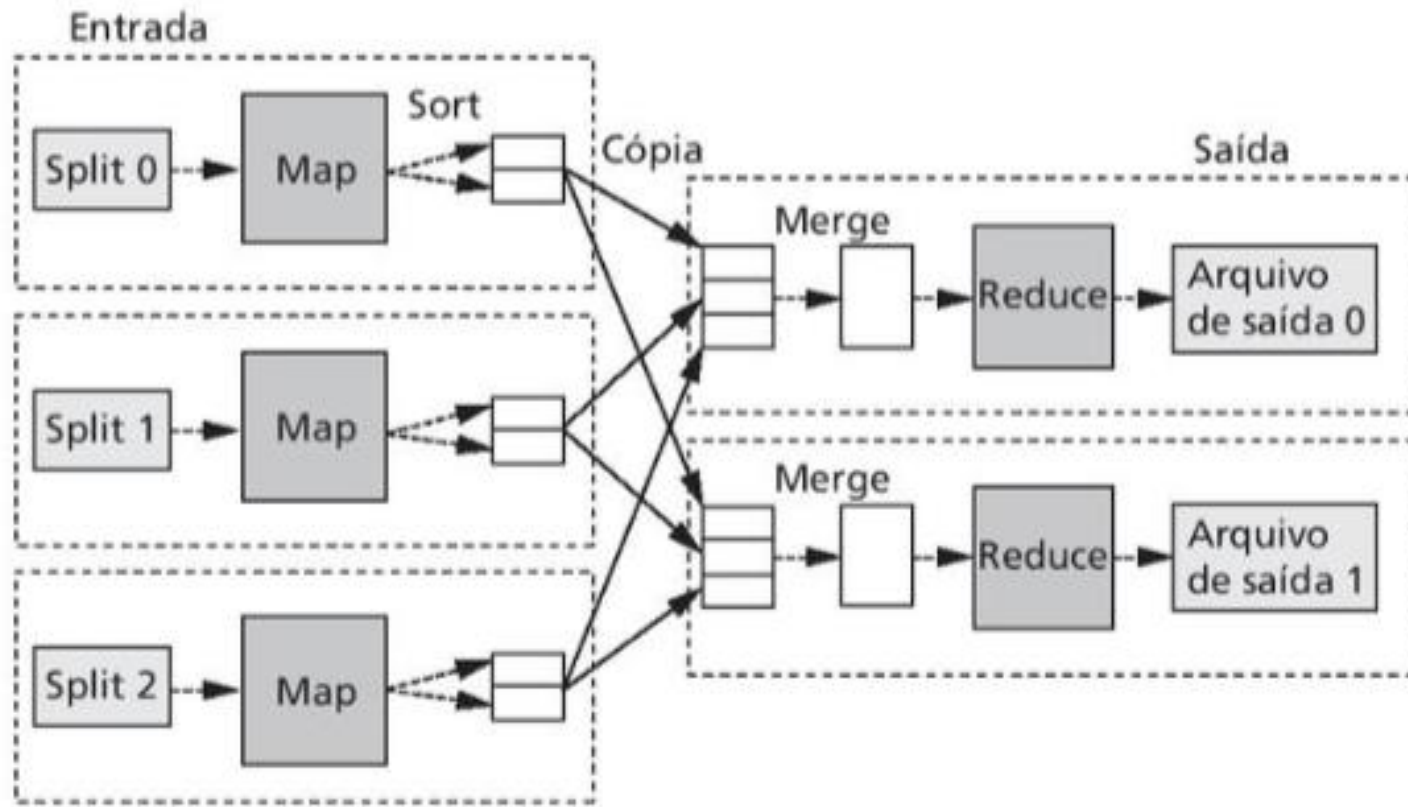 Entrada
Sort
Split 0
Map
Cópia
Saída
Merge
Reduce
Arquivo
de saída 0
Split 1
Map
Merge
Reduce
Arquivo
de saída 1
Split 2
Map